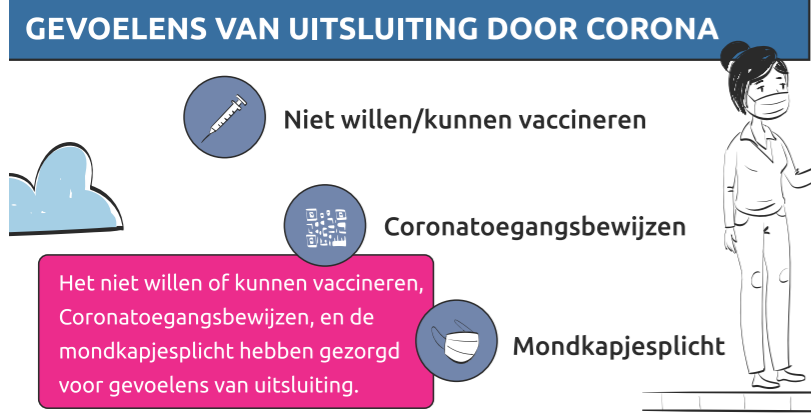 GEVOELENS VAN UITSLUITING DOOR CORONA
Niet willen/kunnen vaccineren
Coronatoegangsbewijzen
Het niet willen of kunnen vaccineren,
Coronatoegangsbewijzen, en de
mondkapjesplicht hebben gezorgd
voor gevoelens van uitsluiting.
Mondkapjesplicht